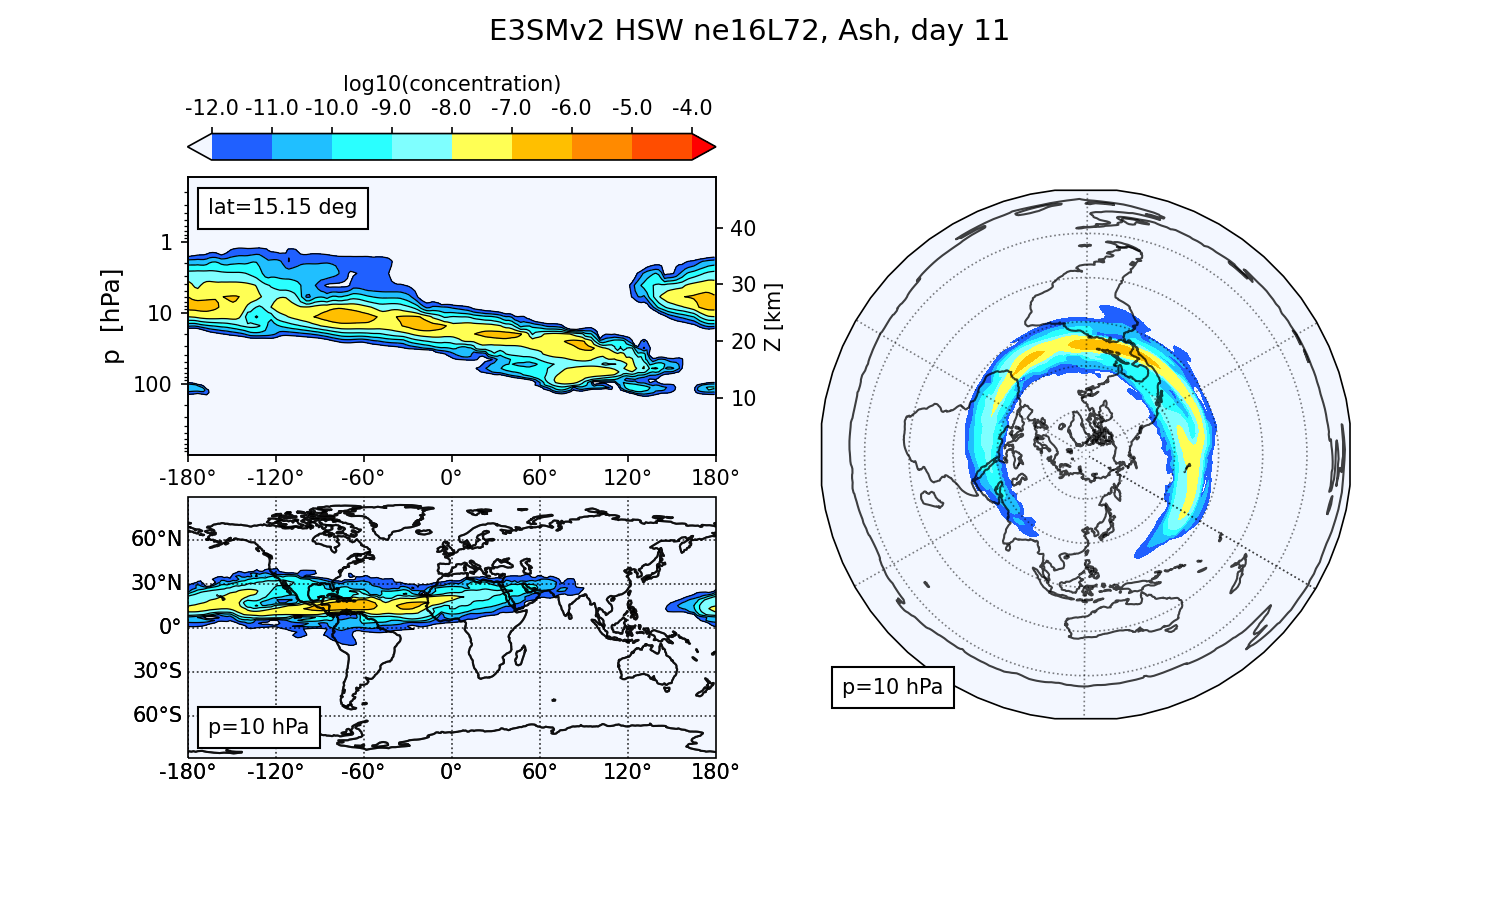 E3SMv2 HSW ne16L72, Ash, day 11
log10(concentration)
-12.0 -11.0 -10.0 -9.0 -8.0 -7.0 -6.0 -5.0 -4.0
lat=15.15 deg
p [hPa]
1
10
100
Z [km]
40
30
20
10
-180° -120° -60° 0° 60° 120° 180°
60°N
30°N
0°
30°S
60°S
p=10 hPa
-180° -120° -60° 0° 60° 120° 180°
p=10 hPa